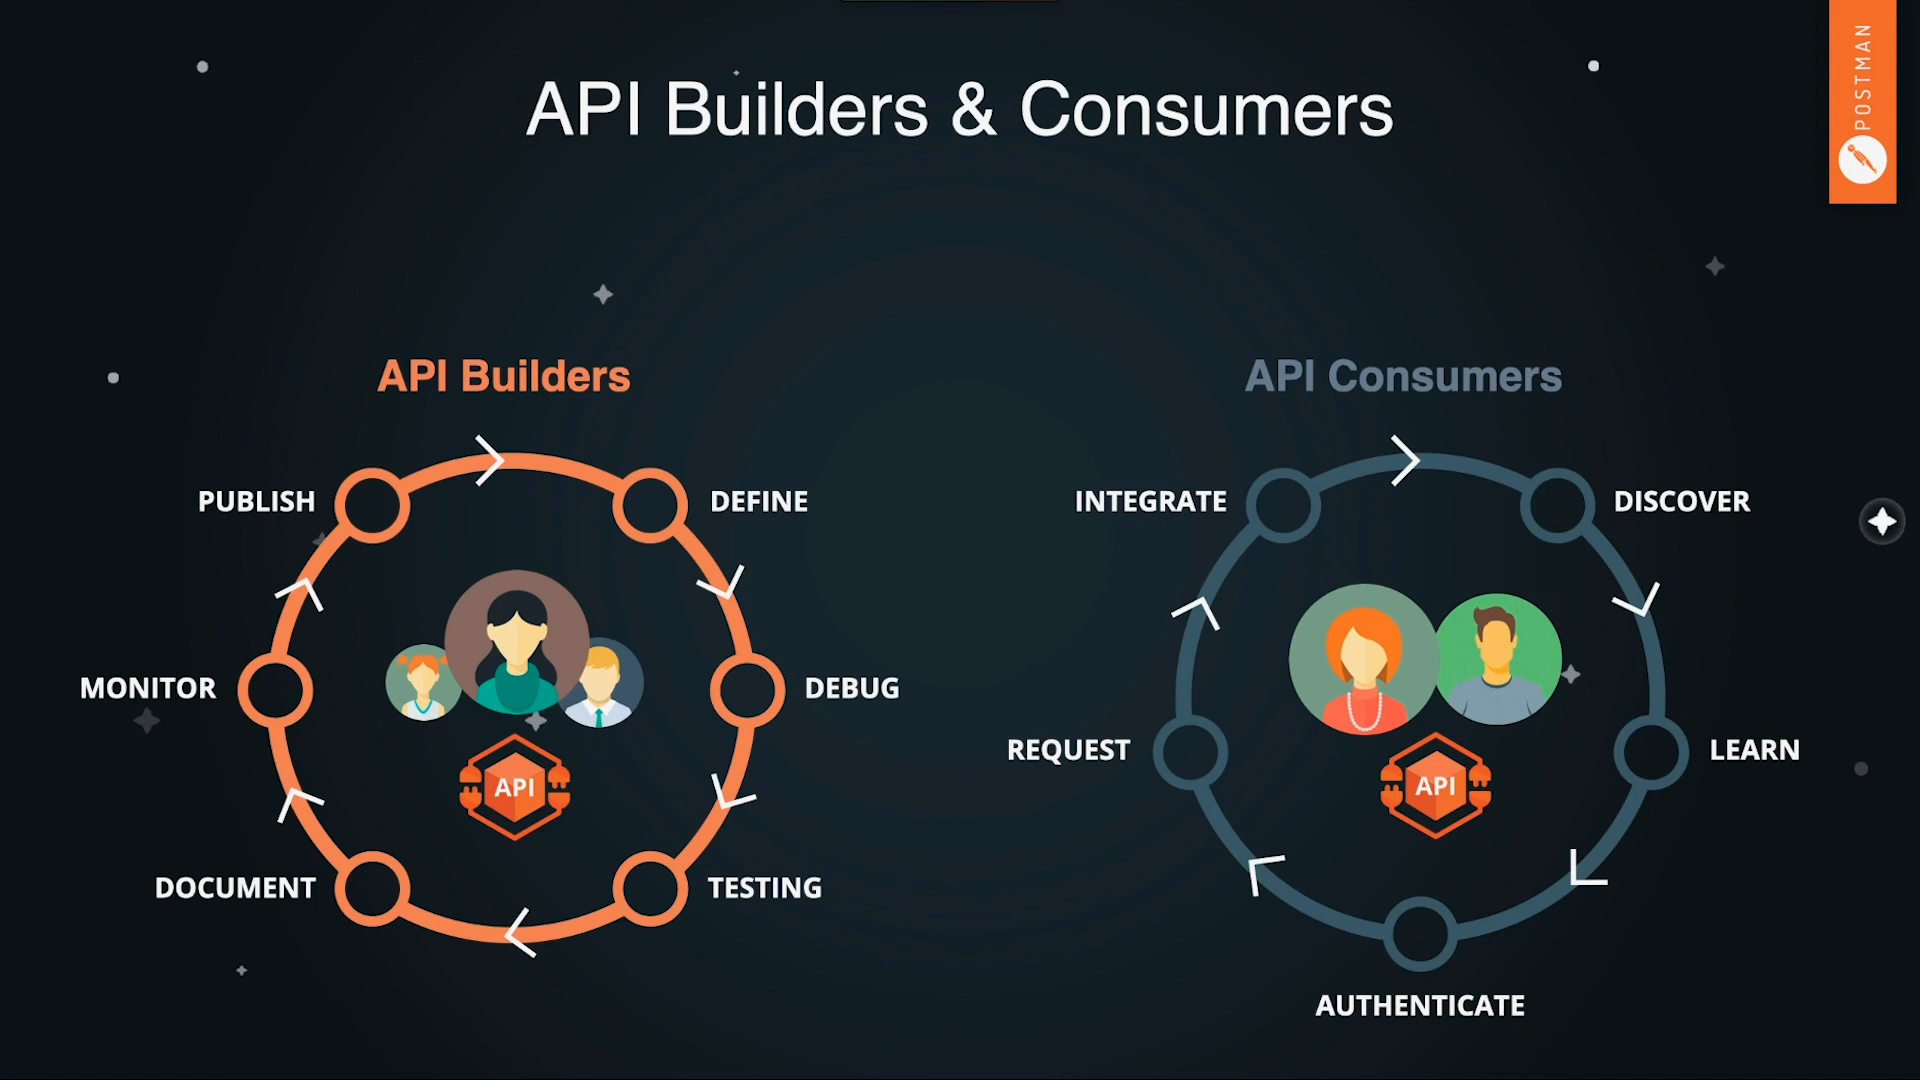 API Builders & Consumers
POSTMAN
API Builders
PUBLISH
DEFINE
MONITOR
DEBUG
API
DOCUMENT
TESTING
API Consumers
INTEGRATE
DISCOVER
REQUEST
LEARN
API
AUTHENTICATE